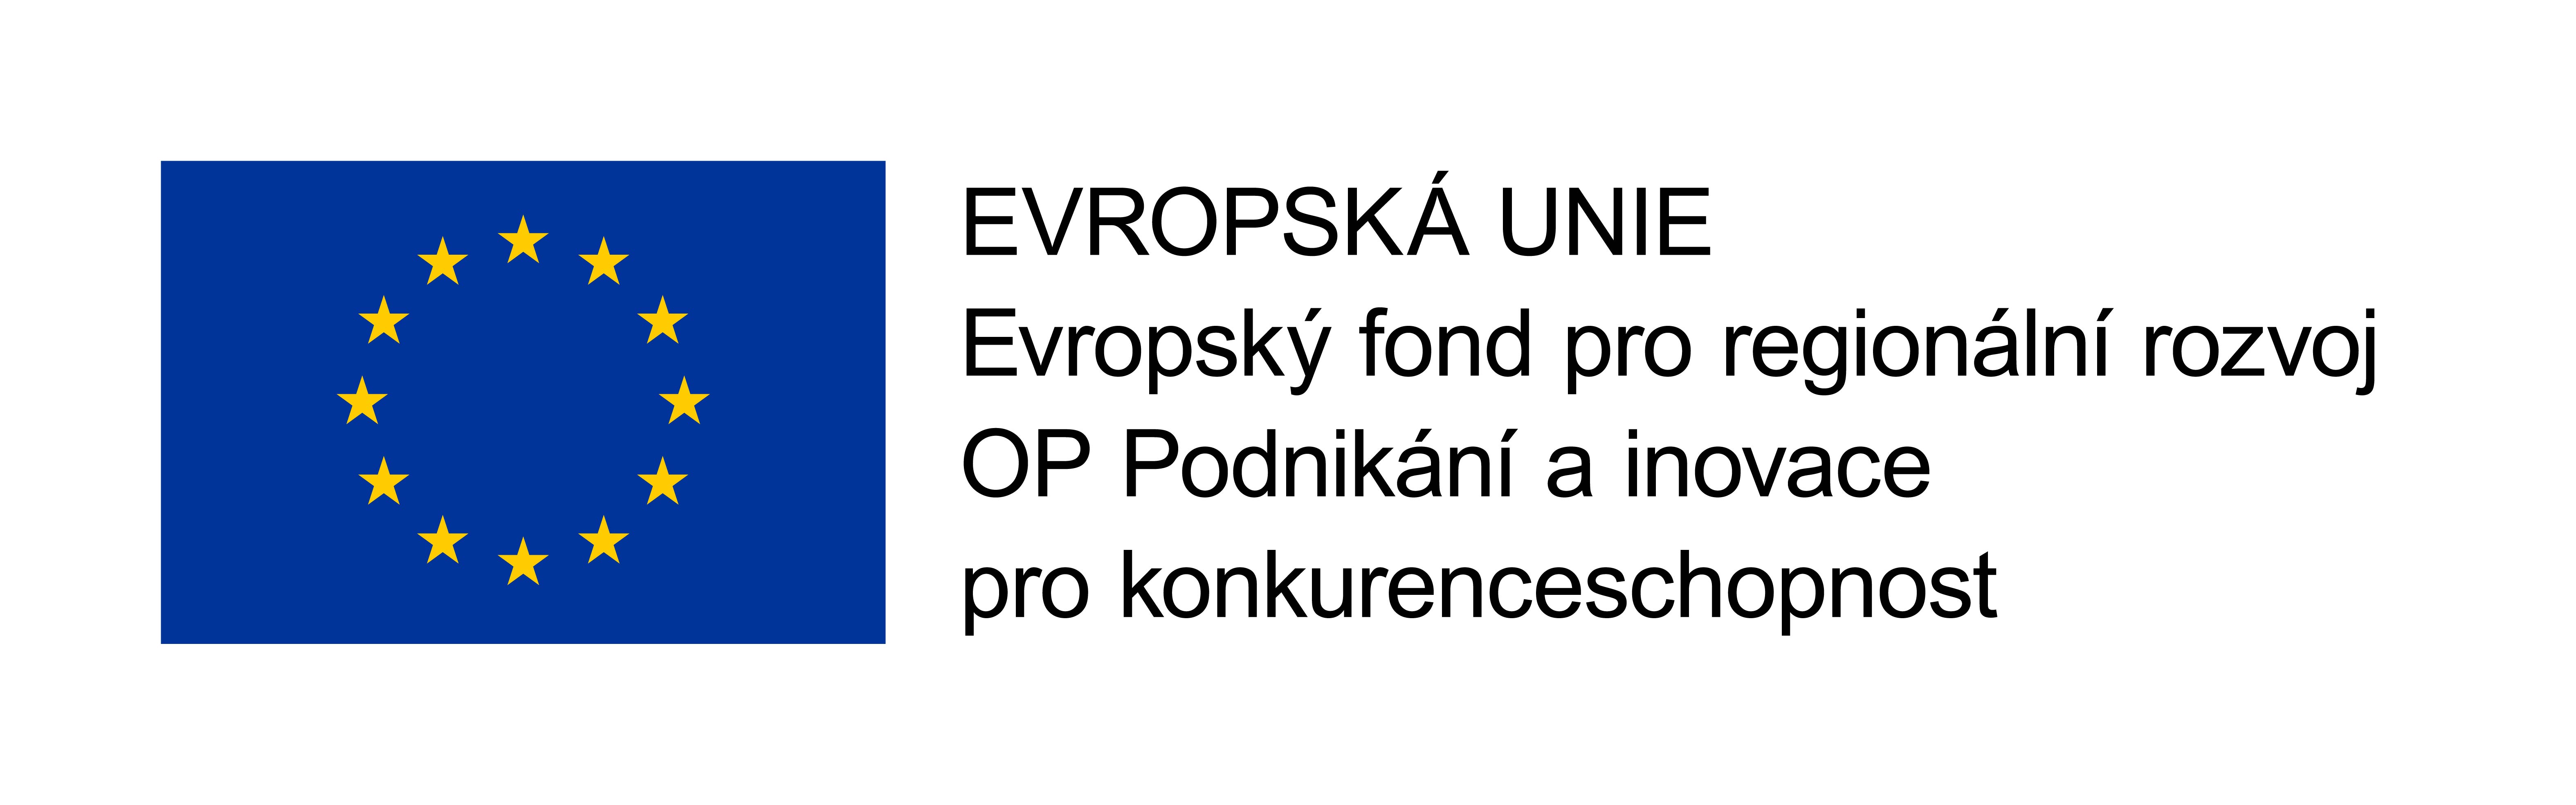 EVROPSKÁ UNIE
Evropský fond pro regionální rozvoj
OP Podnikání a inovace
pro konkurenceschopnost